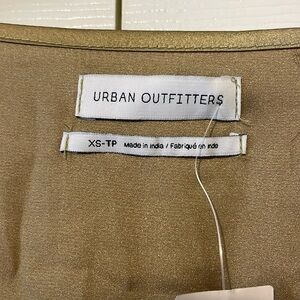 URBAN OUTFITTERS
XS-TP Made in India / Fabriqué en Inde